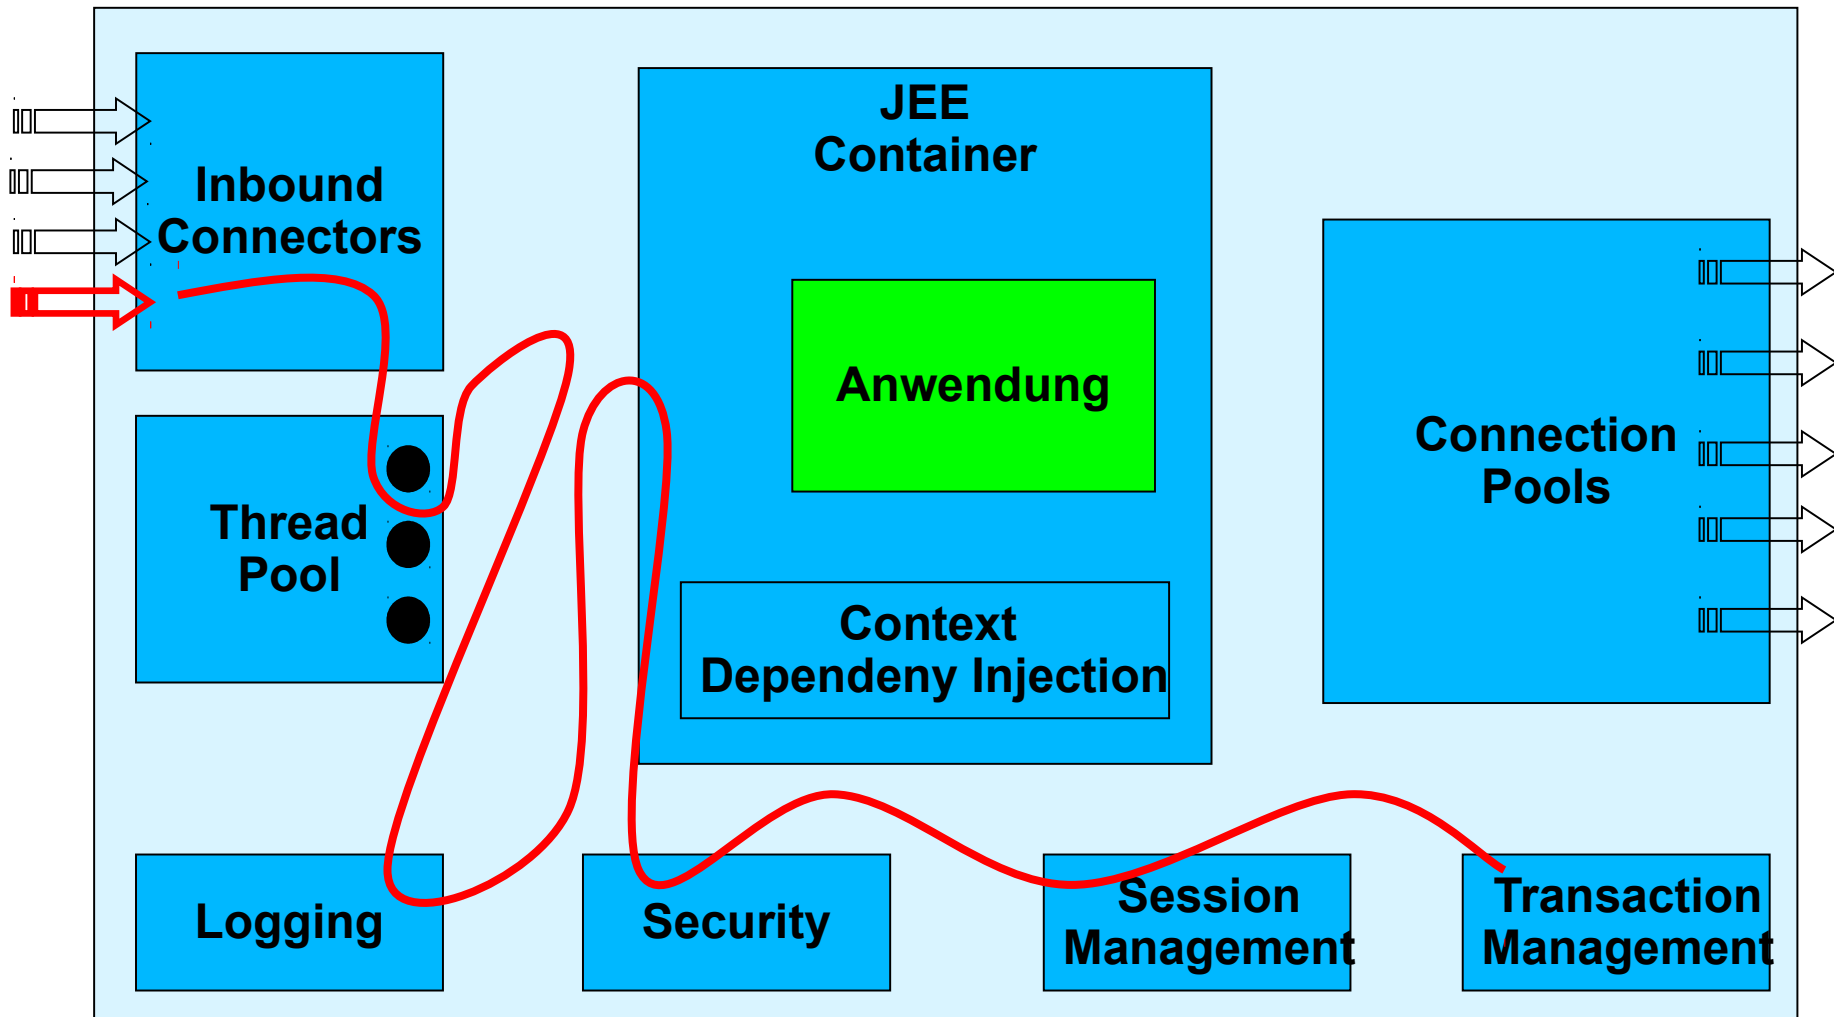 Inbound
Connectors
JEE
Container
Anwendung
Connection
Pools
Thread
Pool
Context
Dependeny Injection
Logging
Security
Session
Management
Transaction
Management